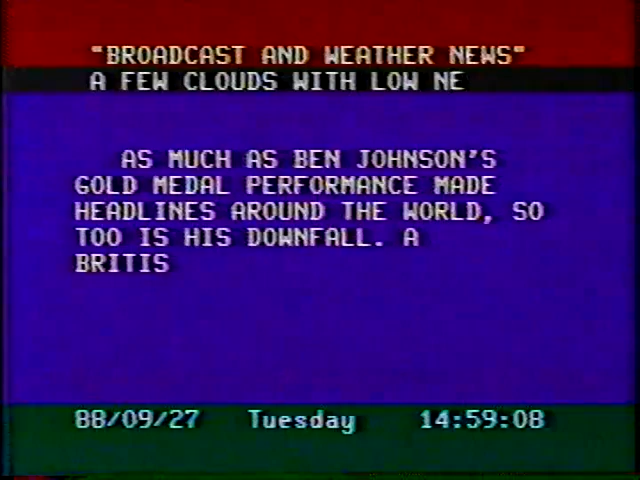 "BROADCAST AND WEATHER NEWS"
A FEW CLOUDS WITH LOW NE
AS MUCH AS BEN JOHNSON'S
GOLD MEDAL PERFORMANCE MADE
HEADLINES AROUND THE WORLD, SO
TOO IS HIS DOWNFALL. A
BRITIS
88/09/27 Tuesday 14:59:08